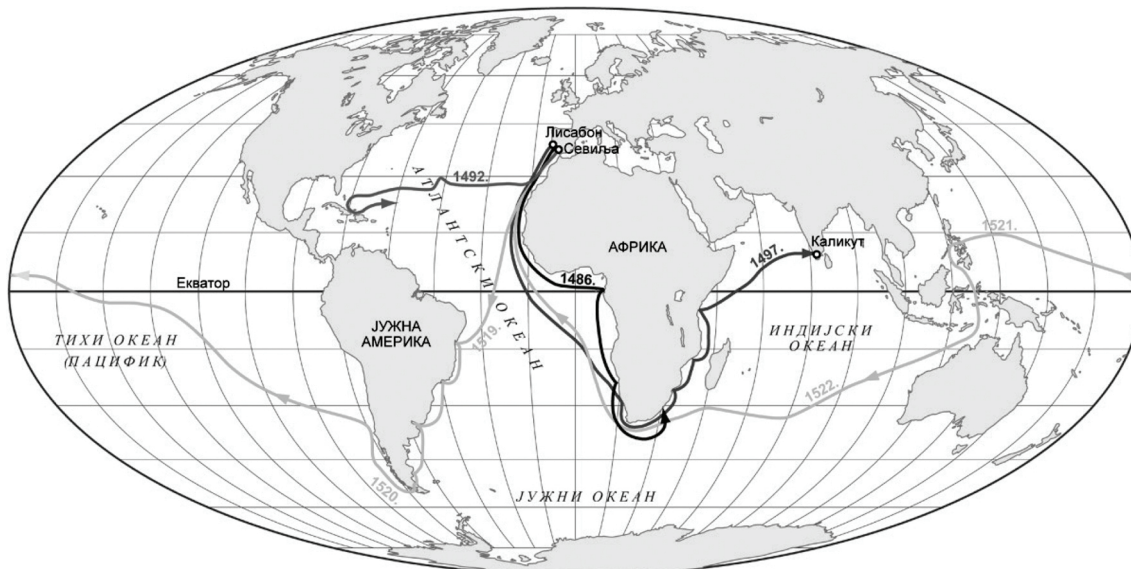 Лисабон
Севиља
1492.
АТЛАНТСКИ ОКЕАН
АФРИКА
Каликут
1521.
1497.
Екватор
1486.
ЈУЖНА
АМЕРИКА
1519.
ТИХИ ОКЕАН
(ПАЦИФИК)
ИНДИЈСКИ
ОКЕАН
1522.
1520.
ЈУЖНИ ОКЕАН